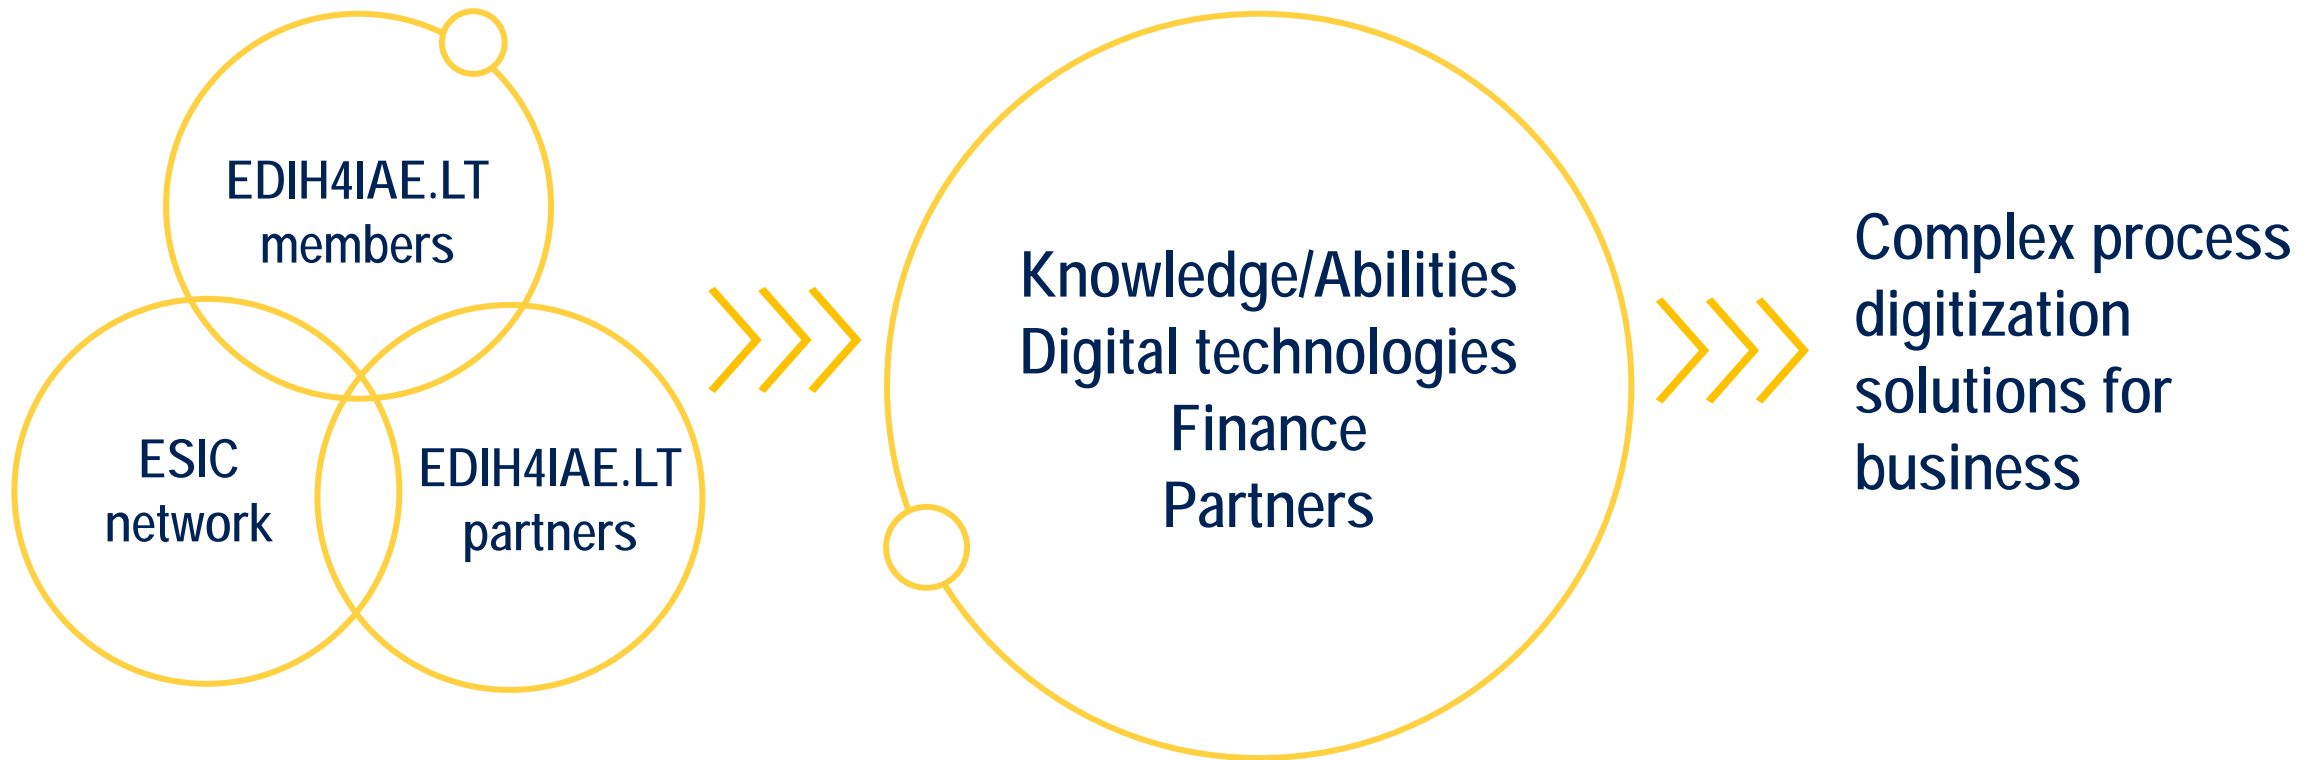 EDIH4IAE.LT
members
ESIC
network
EDIH4IAE.LT
partners
Knowledge/Abilities
Digital technologies
Finance
Partners
Complex process
digitization
solutions for
business